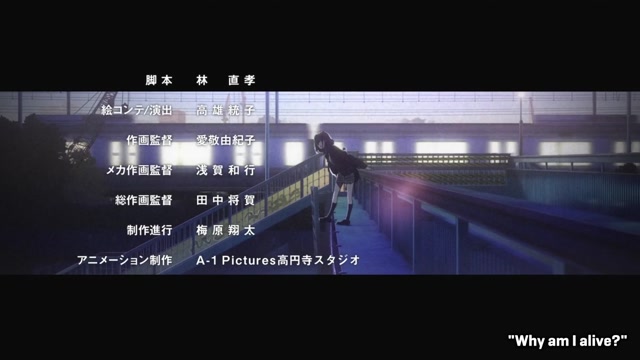 脚本 林 直孝
絵コンテ/演出 高雄統子
作画監督 愛敬由紀子
メカ作画監督 浅賀和行
総作画監督 田中将賀
制作進行 梅原翔太
アニメーション制作 A-1 Pictures高円寺スタジオ
"Why am I alive?"